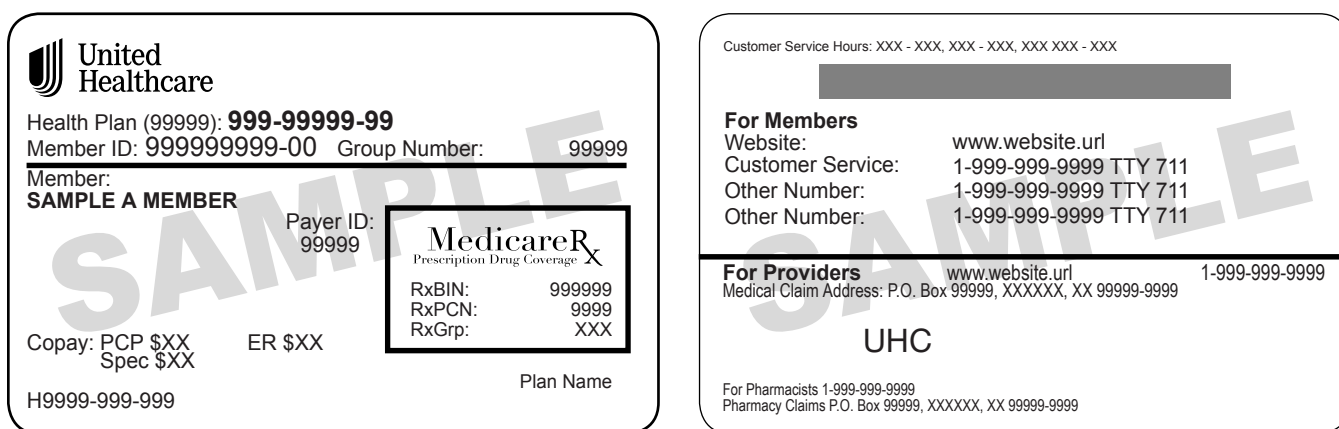 United
Healthcare
Health Plan (99999): 999-99999-99
Member ID: 999999999-00 Group Number: 99999
Member:
SAMPLE A MEMBER
Payer ID:
99999
MedicareRx
Prescription Drug Coverage
RxBIN: 999999
RxPCN: 9999
RxGrp: XXX
Copay: PCP $XX ER $XX
Spec $XX
Plan Name
H9999-999-999
SAMPLE
Customer Service Hours: XXX - XXX, XXX - XXX, XXX XXX - XXX
For Members
Website: www.website.url
Customer Service: 1-999-999-9999 TTY 711
Other Number: 1-999-999-9999 TTY 711
Other Number: 1-999-999-9999 TTY 711
For Providers www.website.url 1-999-999-9999
Medical Claim Address: P.O. Box 99999, XXXXXX, XX 99999-9999
UHC
For Pharmacists 1-999-999-9999
Pharmacy Claims P.O. Box 99999, XXXXXX, XX 99999-9999
SAMPLE